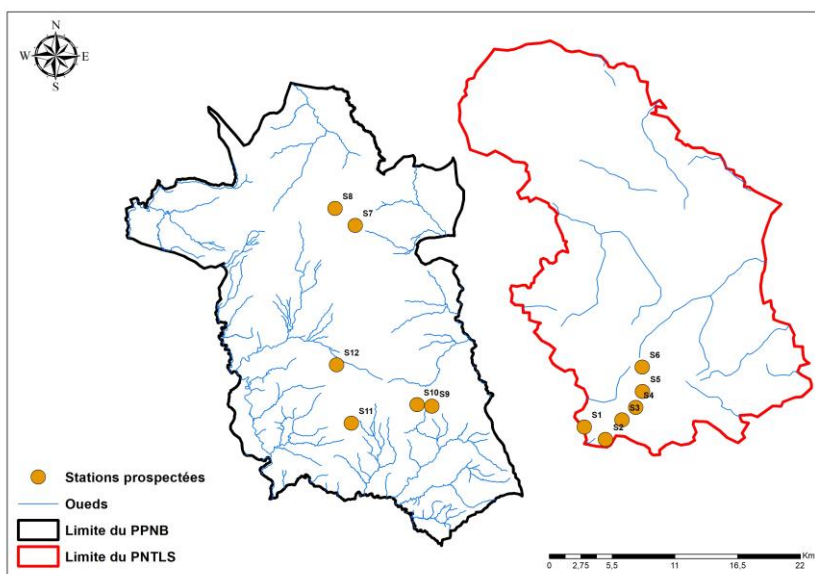 N
W E
S
S8
S7
S12
S10 S9
S11
S6
S5
S4
S3
S1
S2
Stations prospectées
Oueds
Limite du PPNB
Limite du PNTLS
Km
0 2,75 5,5 11 16,5 22